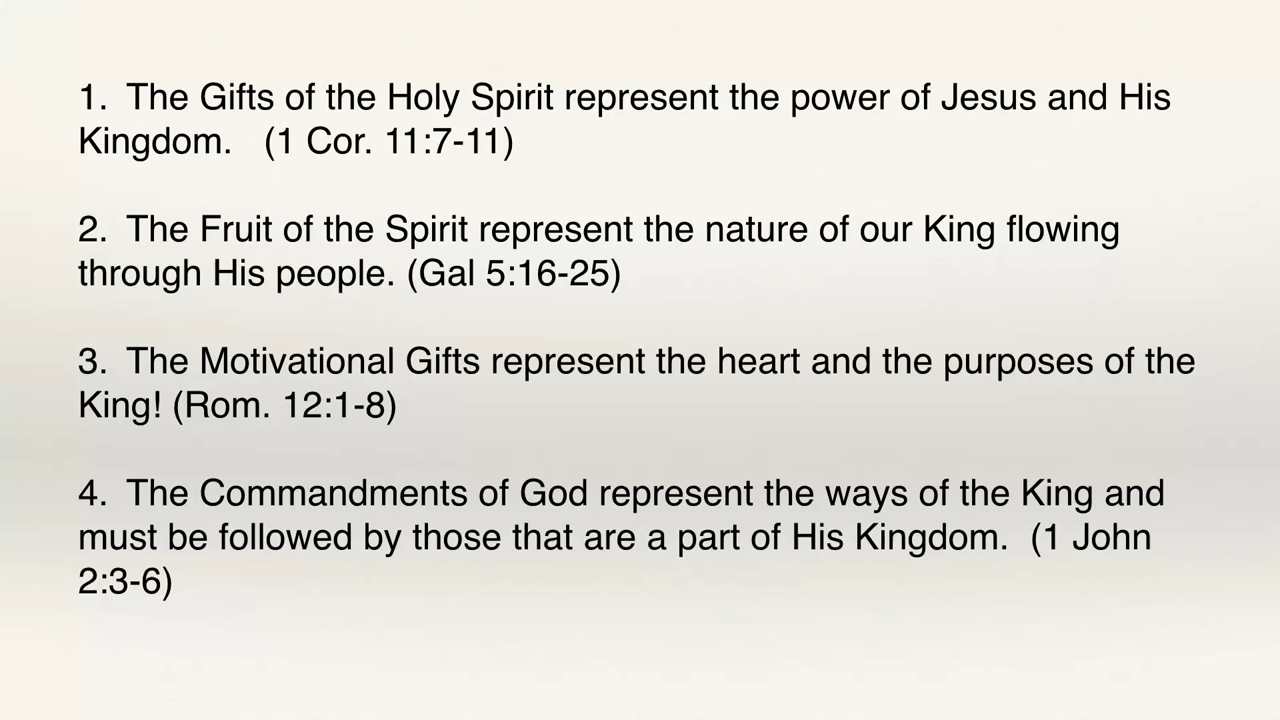 1.  The Gifts of the Holy Spirit represent the power of Jesus and His
Kingdom.   (1 Cor. 11:7-11)
2.  The Fruit of the Spirit represent the nature of our King flowing
through His people. (Gal 5:16-25)
3.  The Motivational Gifts represent the heart and the purposes of the
King! (Rom. 12:1-8)
4.  The Commandments of God represent the ways of the King and
must be followed by those that are a part of His Kingdom.  (1 John
2:3-6)